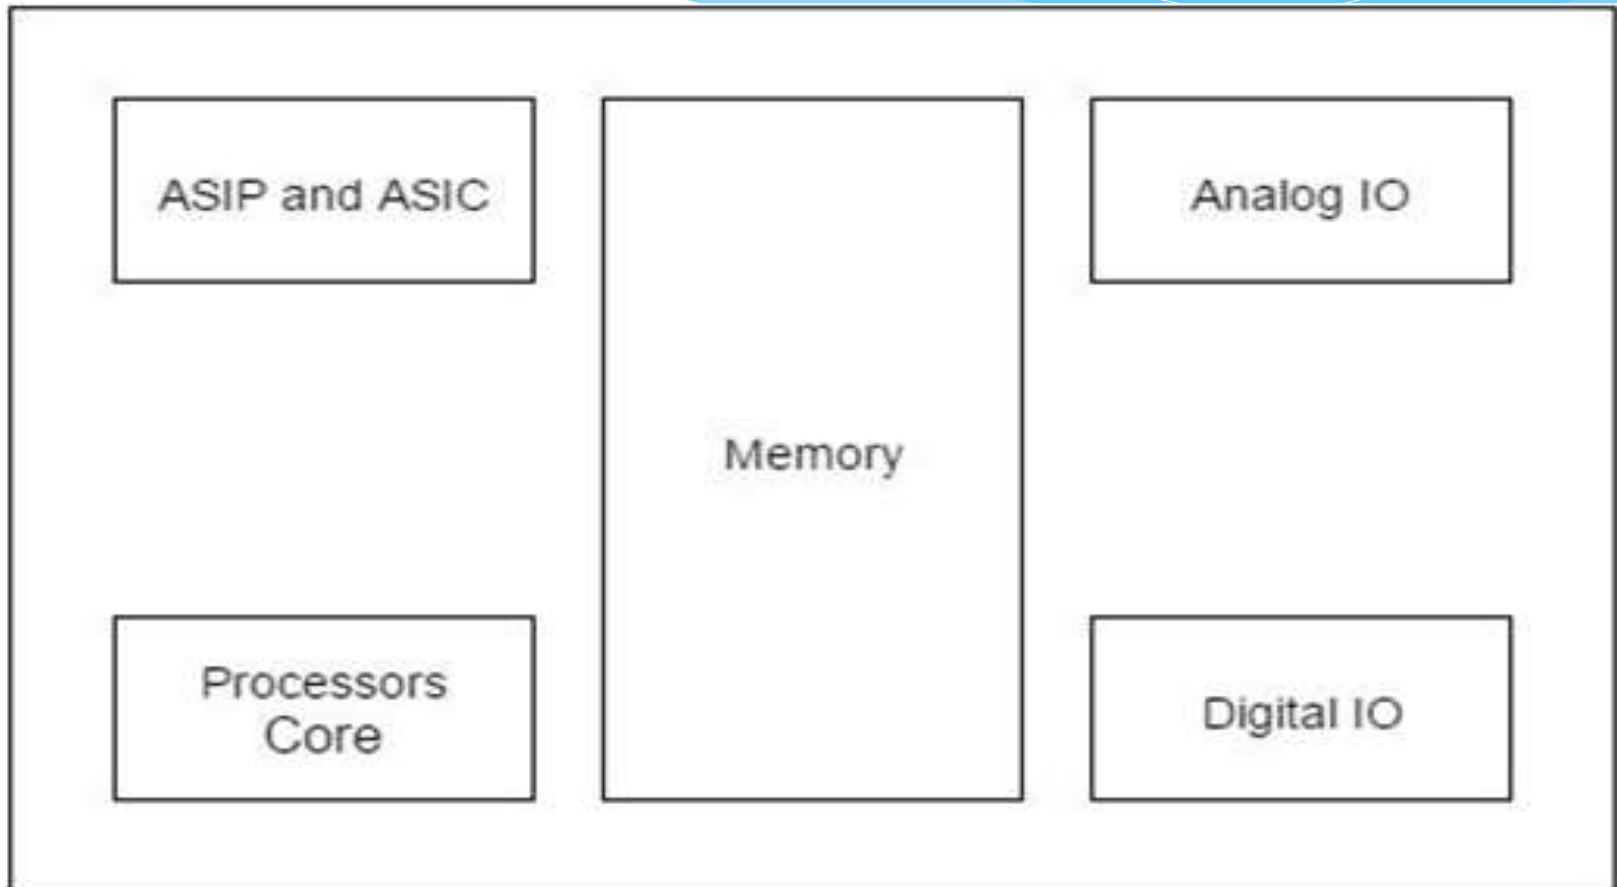 ASIP and ASIC
Analog IO
Memory
Processors
Core
Digital IO